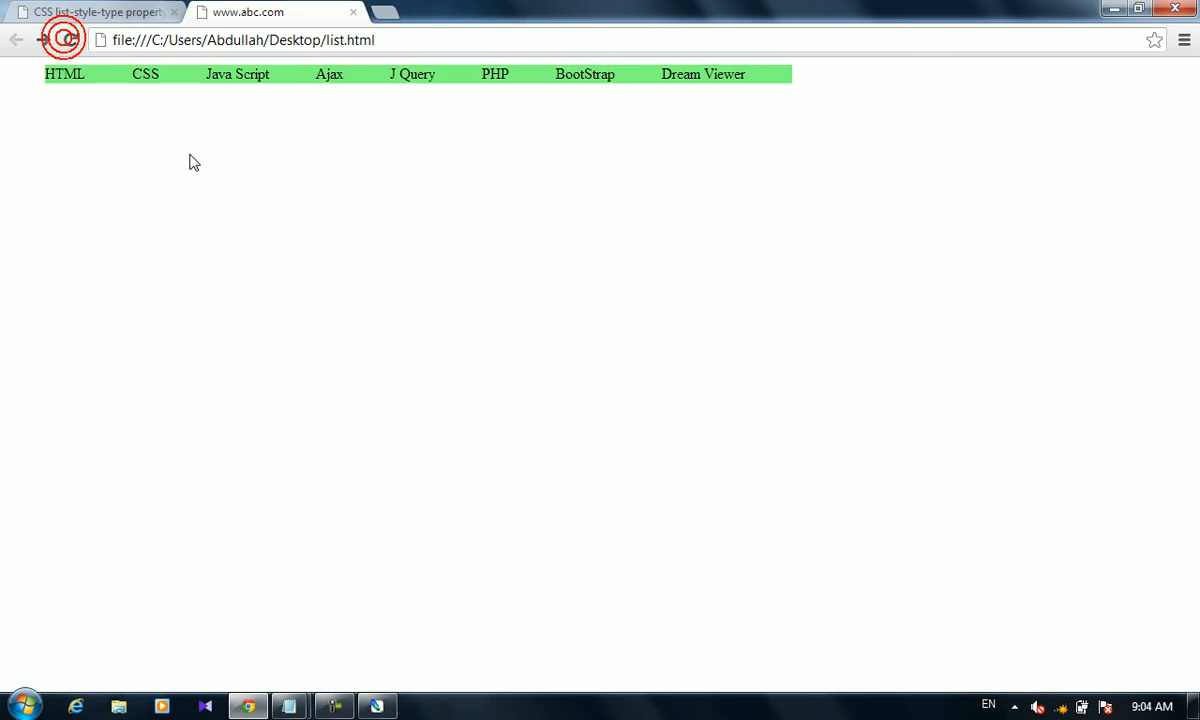 CSS list-style-type property
www.abc.com
file:///C:/Users/Abdullah/Desktop/list.html
HTML CSS Java Script Ajax J Query PHP BootStrap Dream Viewer
EN 9:04 AM